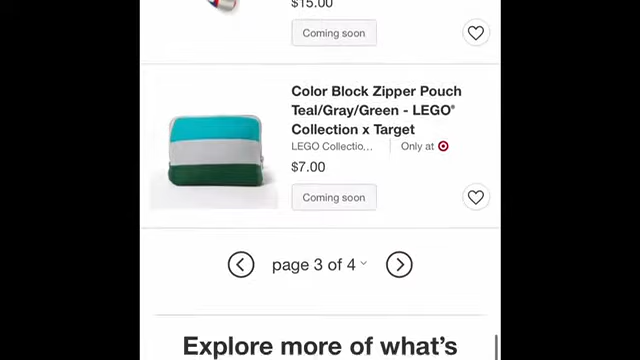 $15.00
Coming soon
Color Block Zipper Pouch
Teal/Gray/Green - LEGO®
Collection x Target
LEGO Collectio... Only at
$7.00
Coming soon
page 3 of 4
Explore more of what's